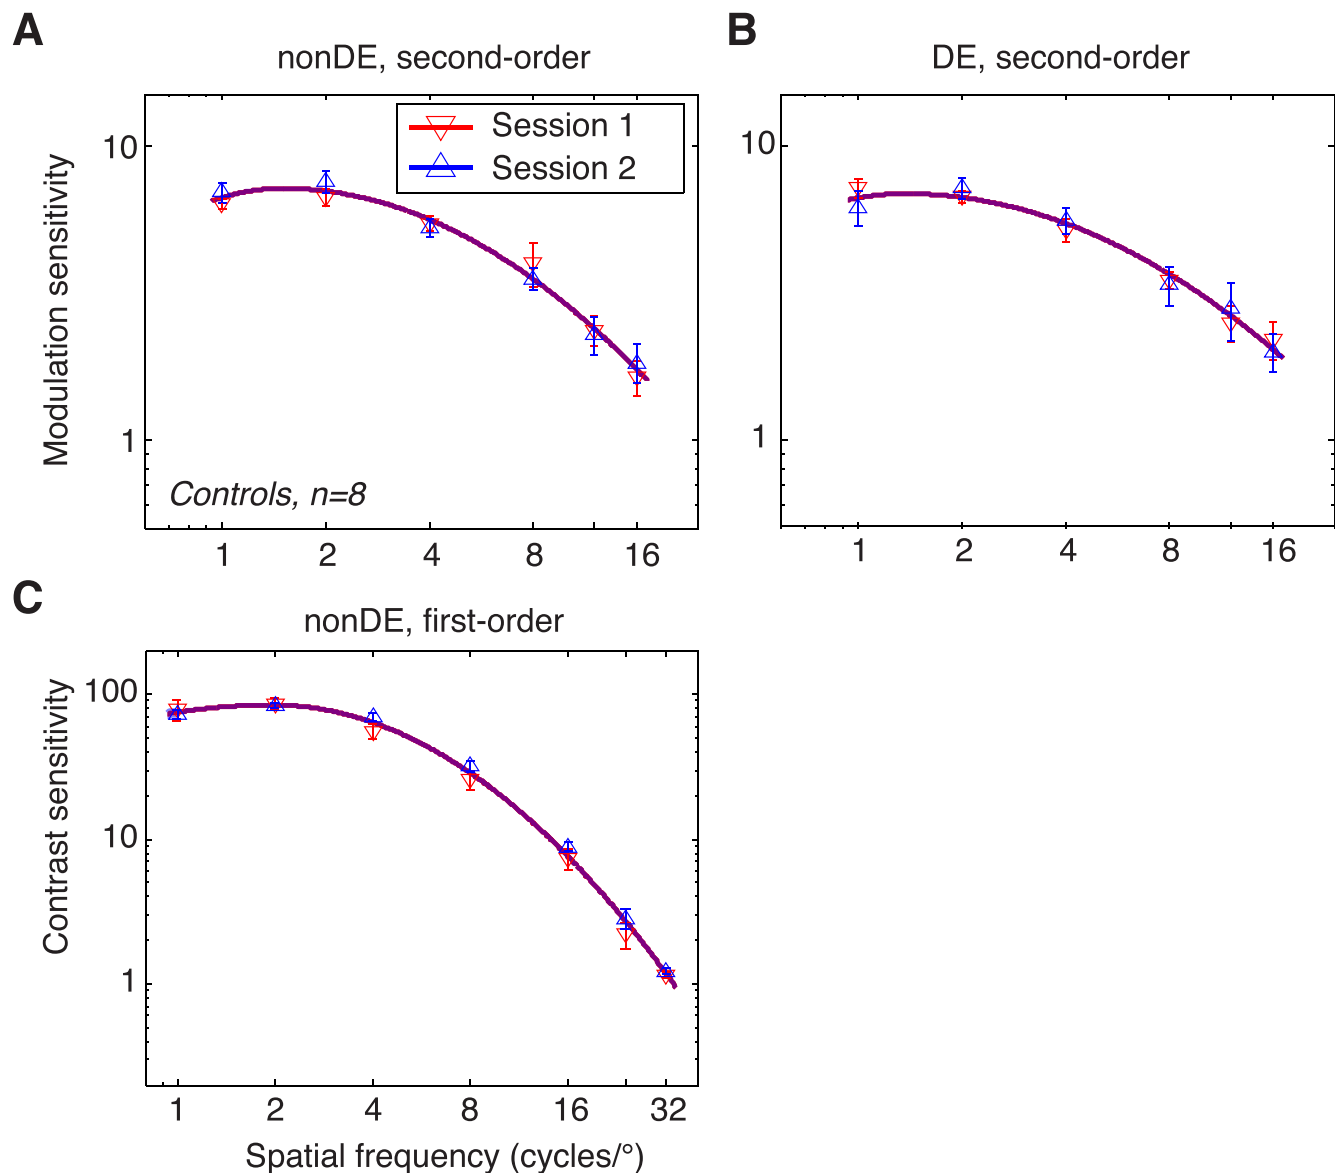 A
nonDE, second-order
Session 1
Session 2
Modulation sensitivity
10
1
Controls, n=8
1 2 4 8 16
B
DE, second-order
10
1
1 2 4 8 16
C
nonDE, first-order
Contrast sensitivity
100
10
1
1 2 4 8 16 32
Spatial frequency (cycles/°)